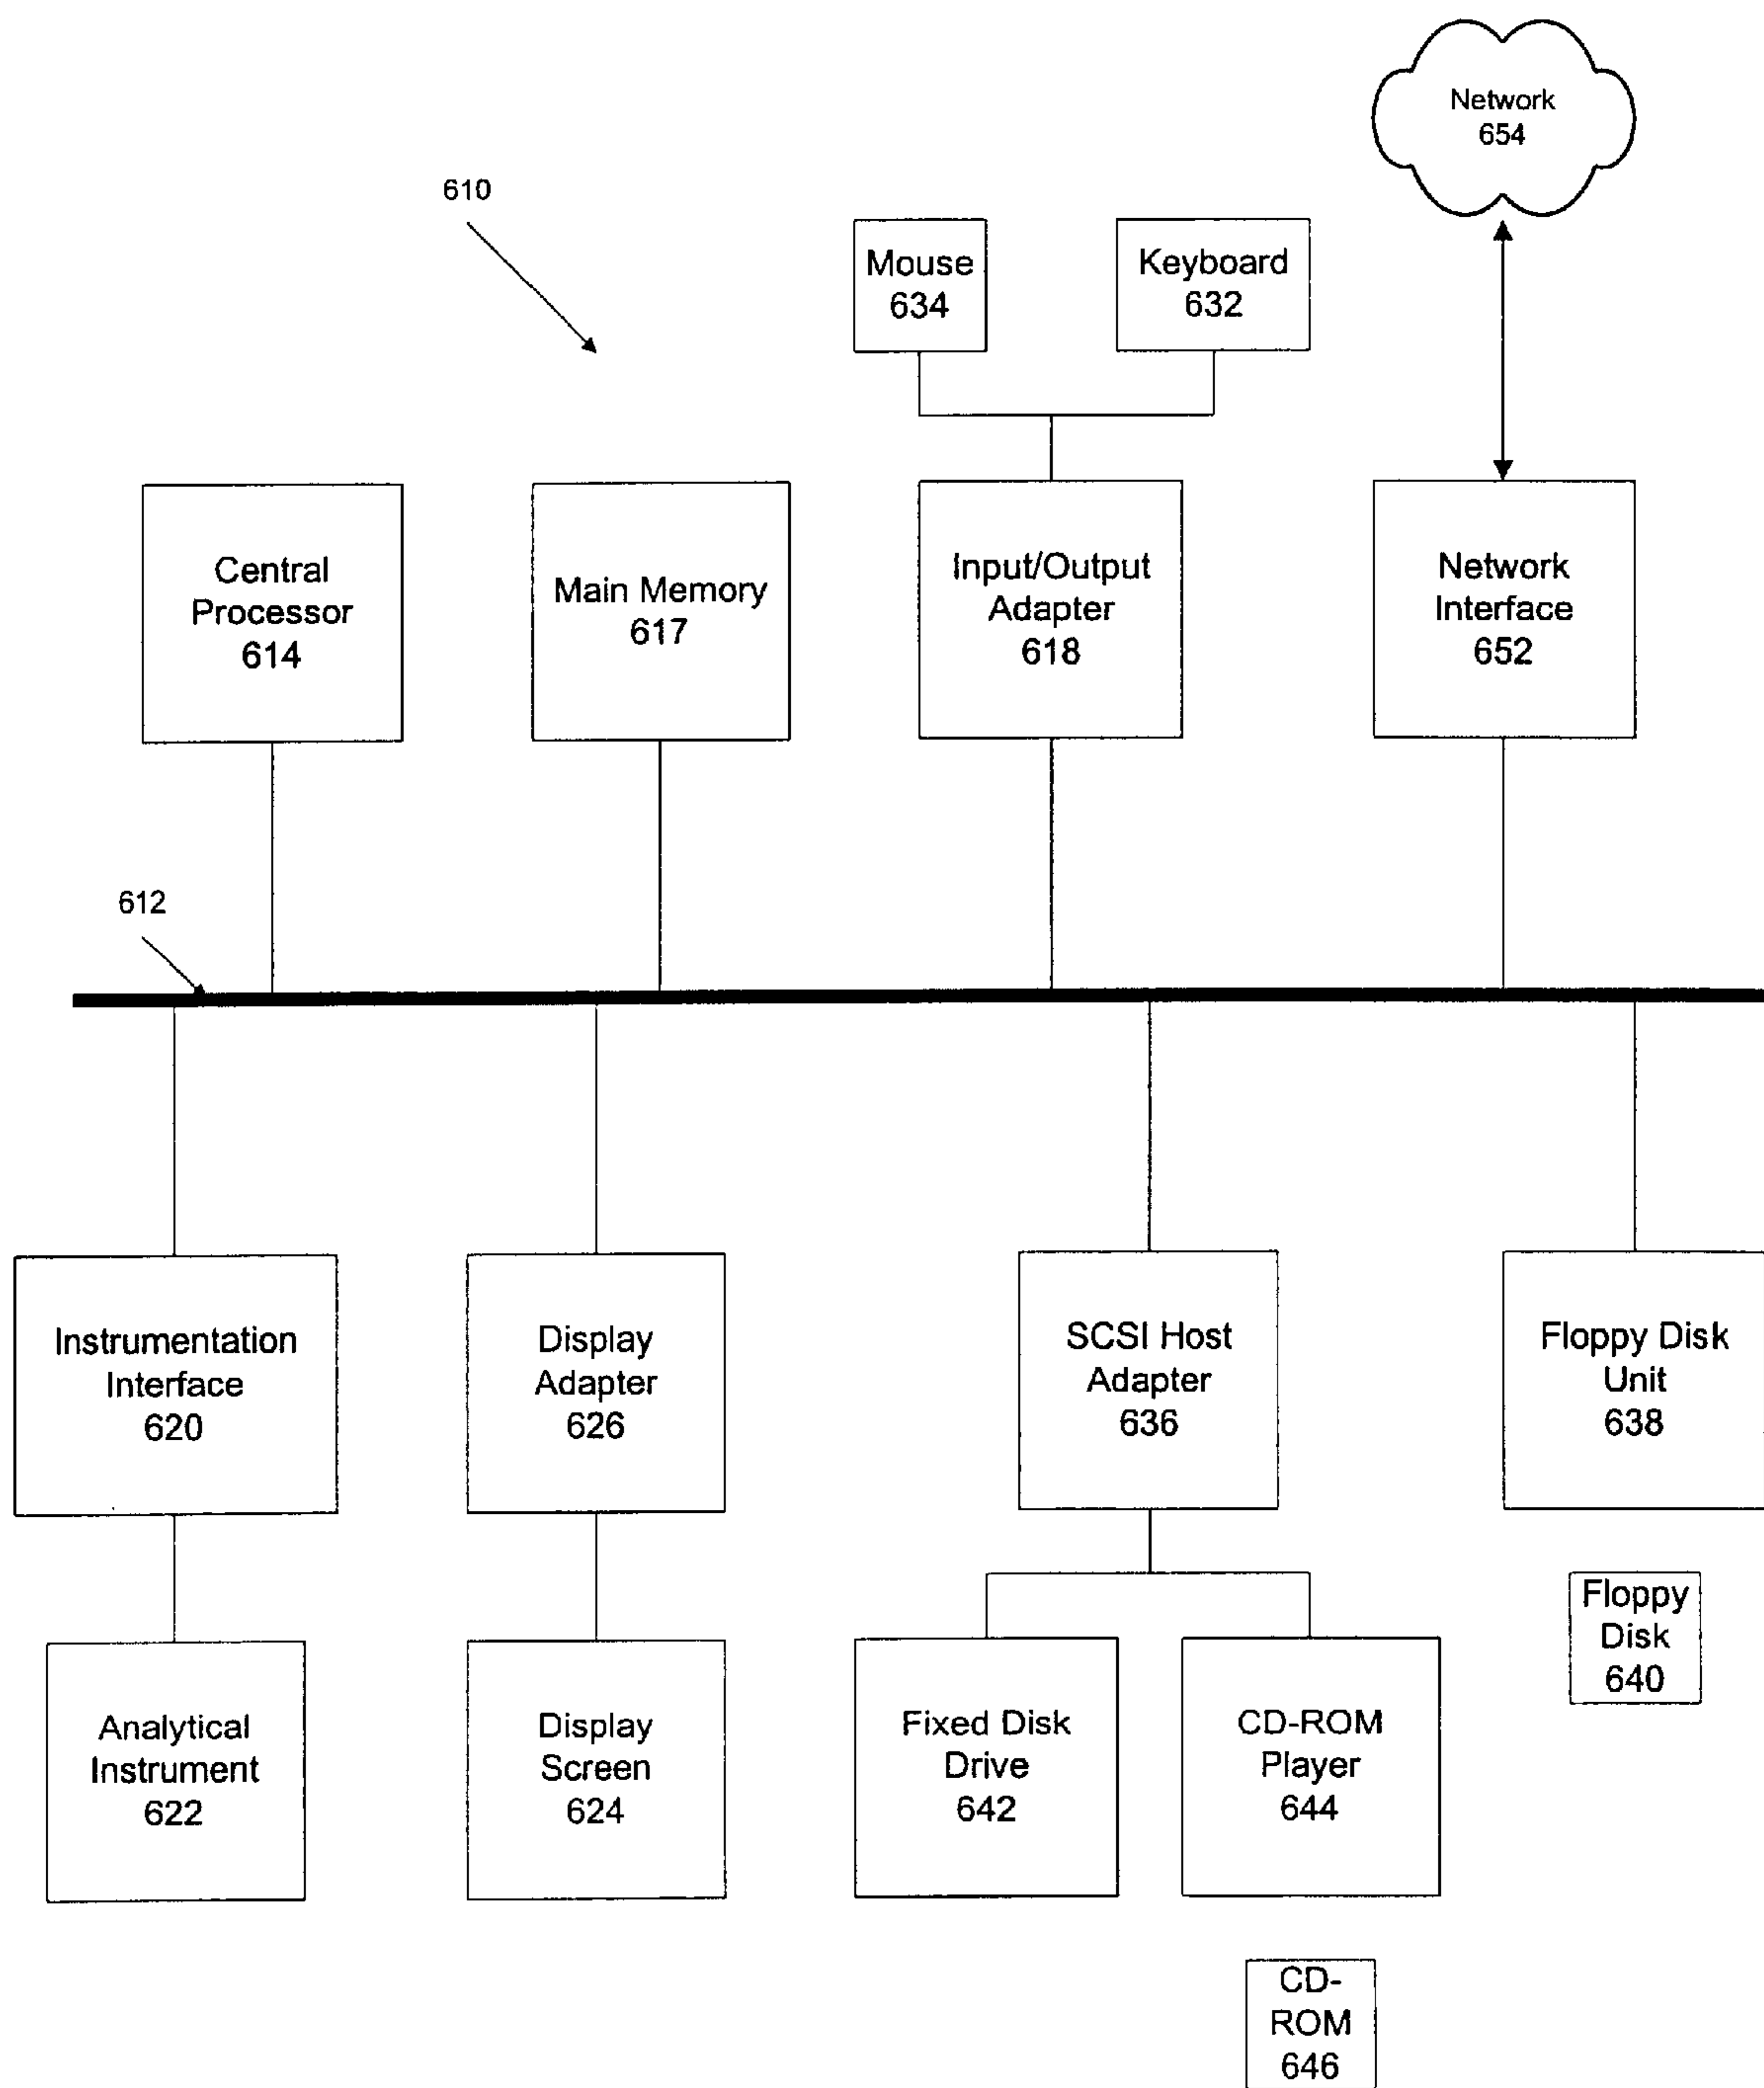 Network
654
610
Mouse
634
Keyboard
632
Central
Processor
614
Main Memory
617
Input/Output
Adapter
618
Network
Interface
652
612
Instrumentation
Interface
620
Display
Adapter
626
SCSI Host
Adapter
636
Floppy Disk
Unit
638
Floppy
Disk
640
Analytical
Instrument
622
Display
Screen
624
Fixed Disk
Drive
642
CD-ROM
Player
644
CD-
ROM
646